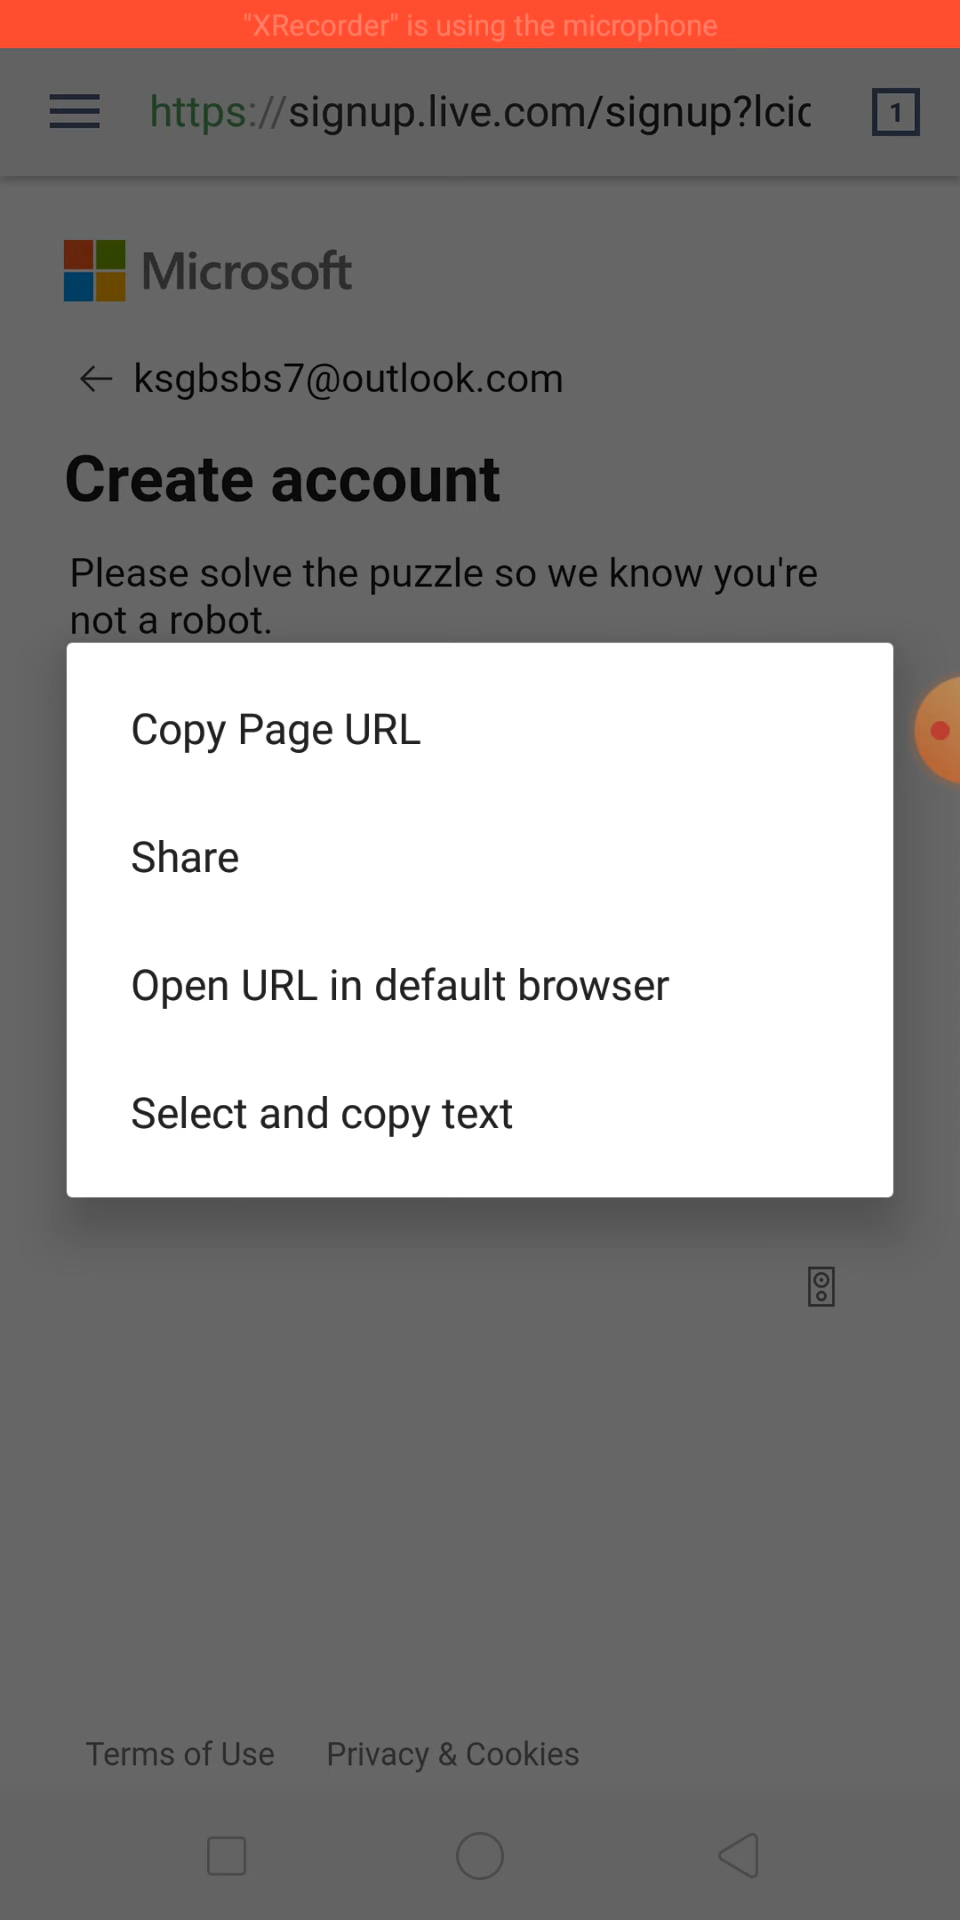 "XRecorder" is using the microphone
https://signup.live.com/signup?lcic
1
Microsoft
ksgbsbs7@outlook.com
Create account
Please solve the puzzle so we know you're
not a robot.
Copy Page URL
Share
Open URL in default browser
Select and copy text
Terms of Use Privacy & Cookies